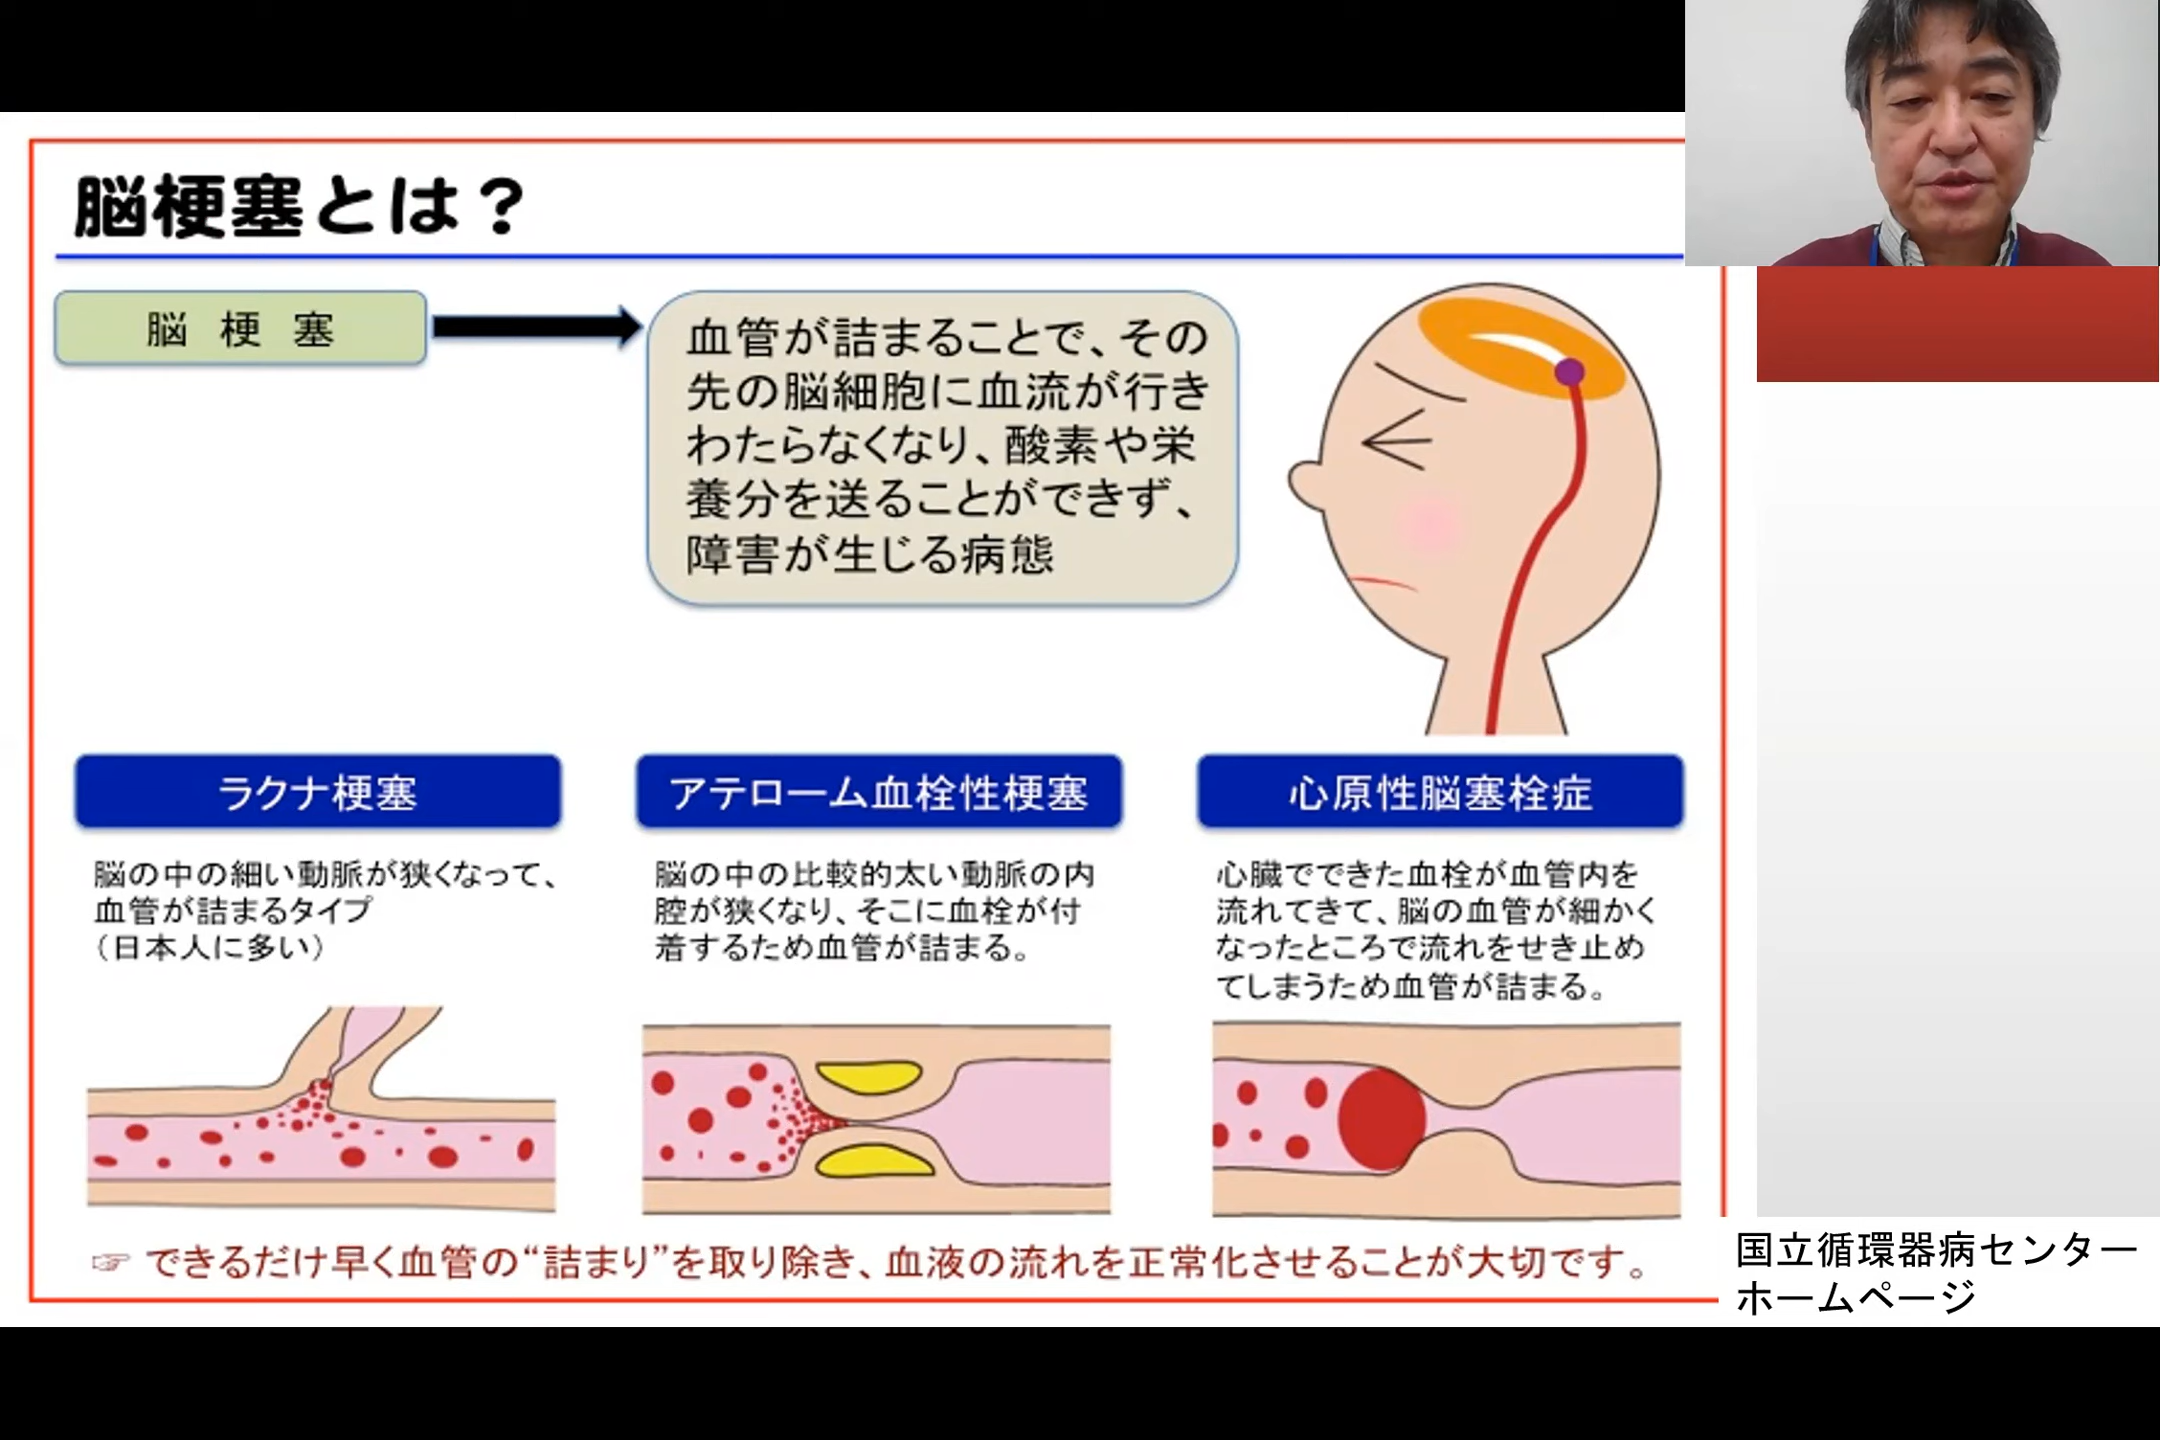 脳梗塞とは？
脳 梗 塞
血管が詰まることで、その
先の脳細胞に血流が行き
わたらなくなり、酸素や栄
養分を送ることができず、
障害が生じる病態
ラクナ梗塞
脳の中の細い動脈が狭くなって、
血管が詰まるタイプ
（日本人に多い）
アテローム血栓性梗塞
脳の中の比較的太い動脈の内
腔が狭くなり、そこに血栓が付
着するため血管が詰まる。
心原性脳塞栓症
心臓でできた血栓が血管内を
流れてきて、脳の血管が細かく
なったところで流れをせき止め
てしまうため血管が詰まる。
☞ できるだけ早く血管の“詰まり”を取り除き、血液の流れを正常化させることが大切です。
国立循環器病センター
ホームページ